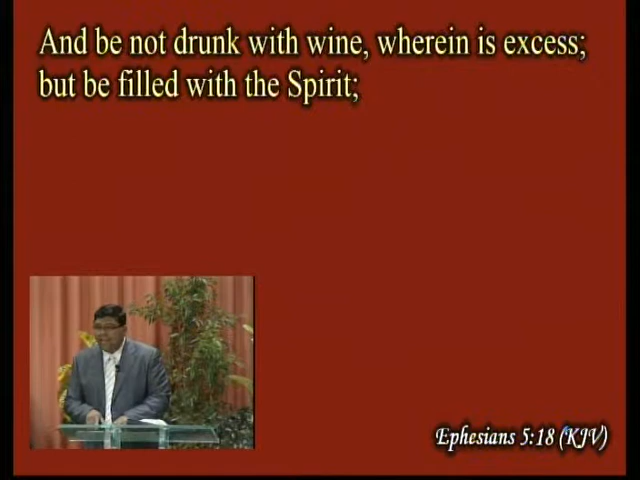 And be not drunk with wine, wherein is excess;
but be filled with the Spirit;
Ephesians 5:18 (KJV)